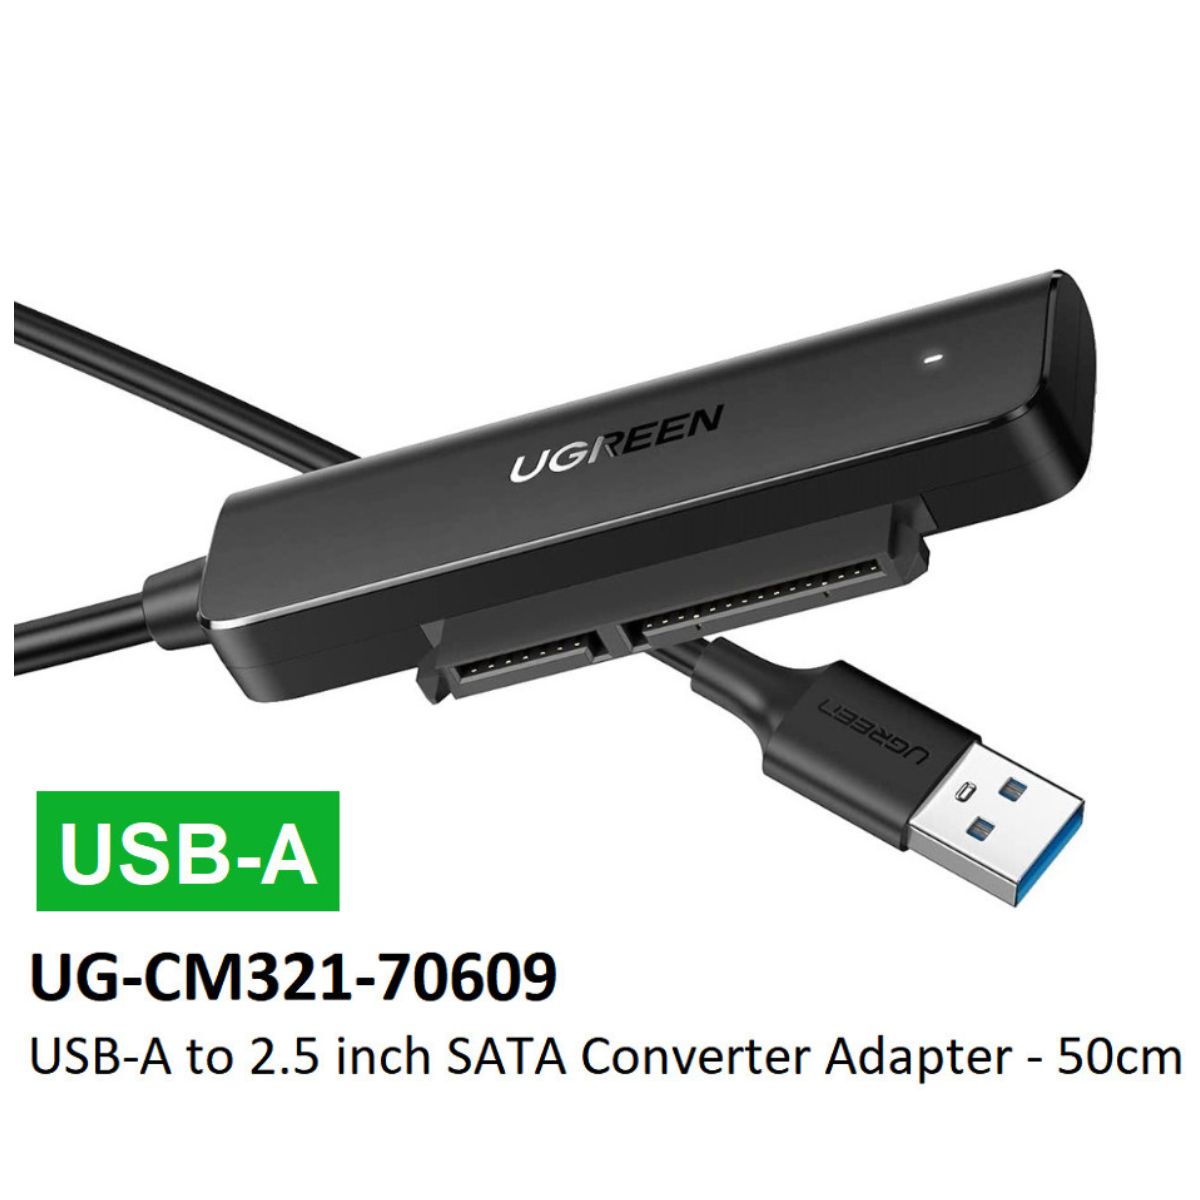 UGREEN
UGREEN
USB-A
UG-CM321-70609
USB-A to 2.5 inch SATA Converter Adapter - 50cm